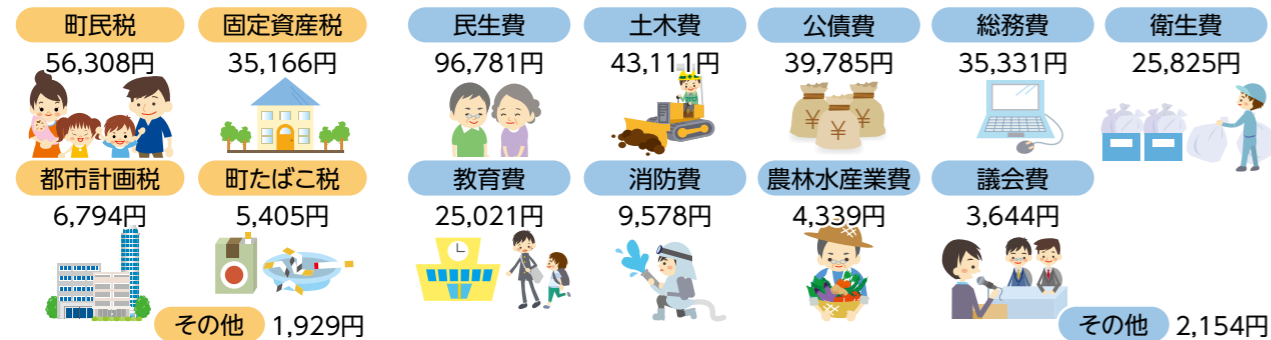 町民税
56,308円
固定資産税
35,166円
都市計画税
6,794円
町たばこ税
5,405円
その他 1,929円
民生費
96,781円
土木費
43,111円
公債費
39,785円
総務費
35,331円
衛生費
25,825円
教育費
25,021円
消防費
9,578円
農林水産業費
4,339円
議会費
3,644円
その他 2,154円
¥
¥
¥